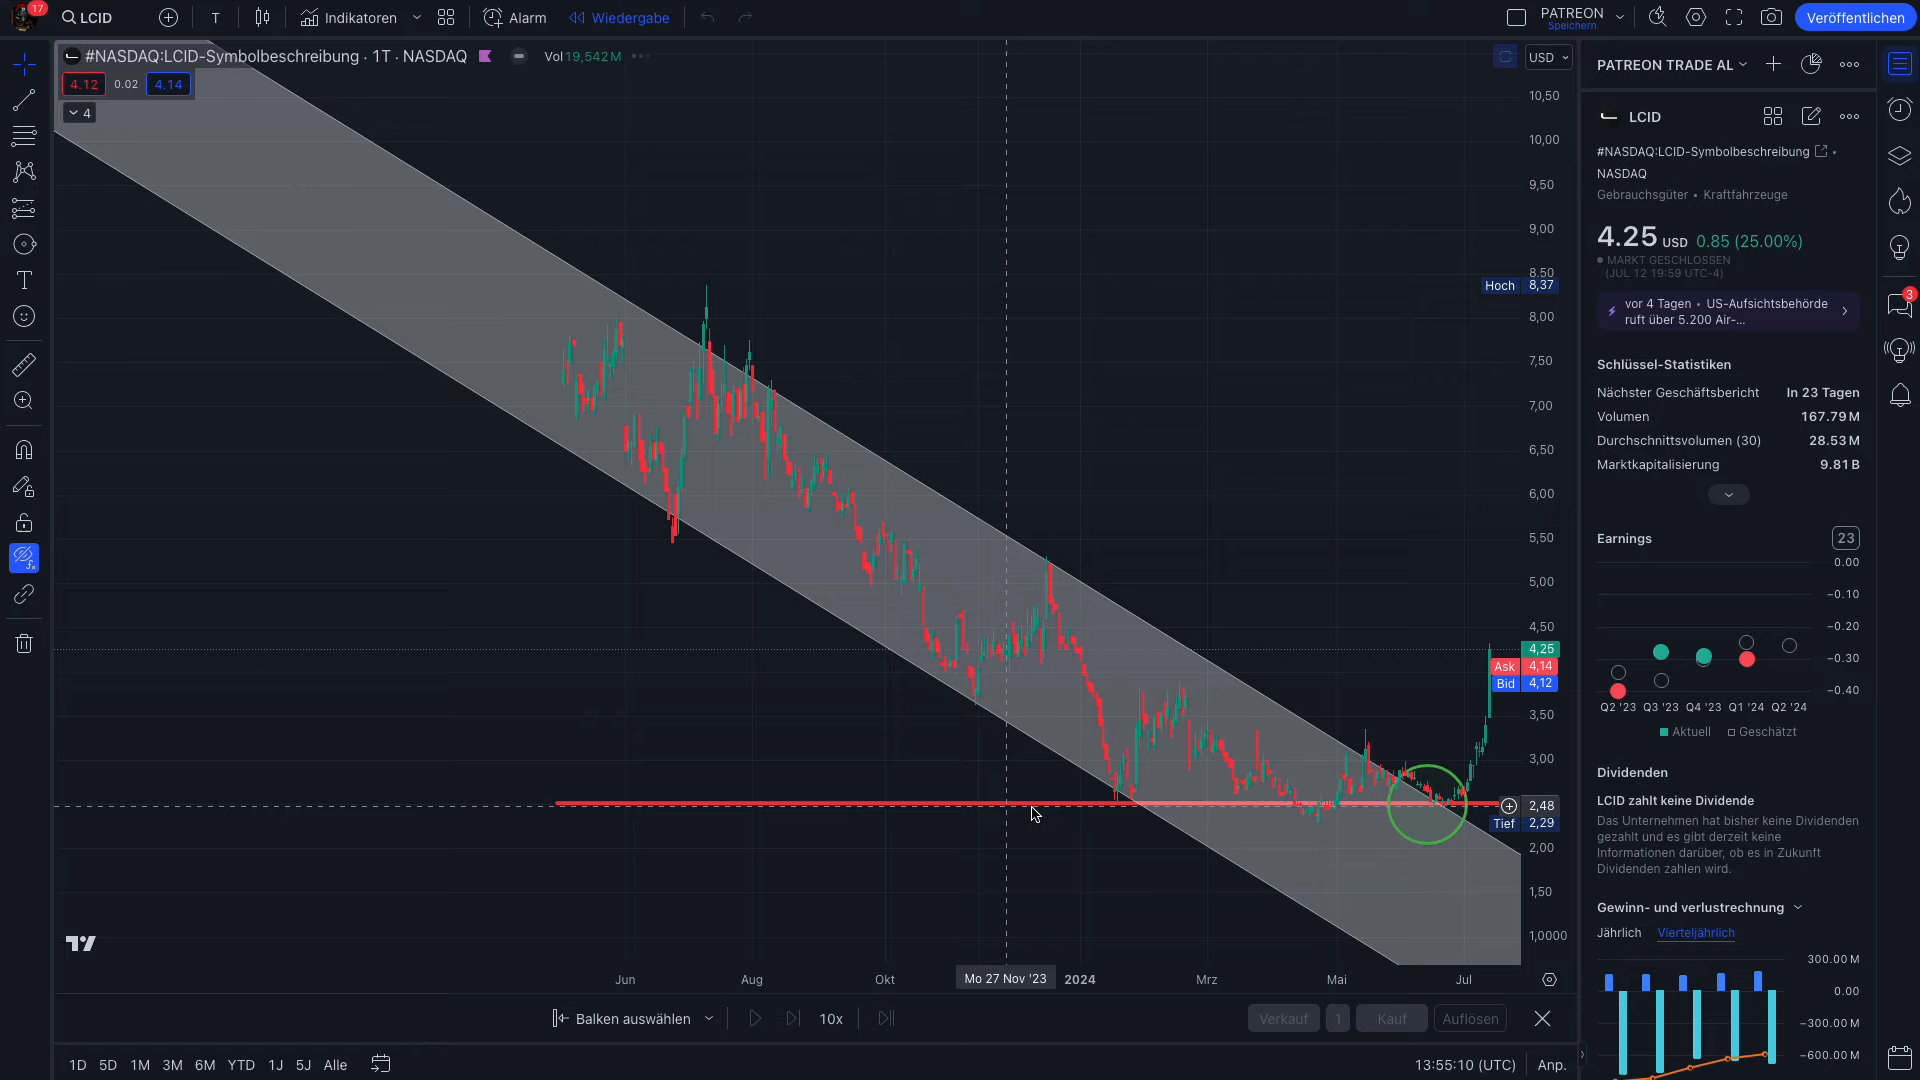 17
LCID
T
Indikatoren
Alarm
Wiedergabe
PATREON
Speichern
Veröffentlichen
#NASDAQ:LCID-Symbolbeschreibung · 1T · NASDAQ
Vol 19,542 M
USD
4.12
0.02
4.14
4
10,50
10,00
9,50
9,00
8,50
Hoch 8,37
8,00
7,50
7,00
6,50
6,00
5,50
5,00
4,50
4,25
Ask 4,14
Bid 4,12
3,50
3,00
2,48
Tief 2,29
2,00
1,50
1,0000
Jun
Aug
Okt
Mo 27 Nov '23
2024
Mrz
Mai
Jul
Balken auswählen
10x
Verkauf
1
Kauf
Auflösen
1D
5D
1M
3M
6M
YTD
1J
5J
Alle
13:55:10 (UTC)
Anp.
PATREON TRADE AL
LCID
#NASDAQ:LCID-Symbolbeschreibung •
NASDAQ
Gebrauchsgüter • Kraftfahrzeuge
4.25 USD 0.85 (25.00%)
MARKT GESCHLOSSEN
(JUL 12 19:59 UTC-4)
vor 4 Tagen • US-Aufsichtsbehörde
ruft über 5.200 Air-...
Schlüssel-Statistiken
Nächster Geschäftsbericht In 23 Tagen
Volumen 167.79 M
Durchschnittsvolumen (30) 28.53 M
Marktkapitalisierung 9.81 B
Earnings
23
0.00
−0.10
−0.20
−0.30
−0.40
Q2 '23 Q3 '23 Q4 '23 Q1 '24 Q2 '24
Aktuell Geschätzt
Dividenden
LCID zahlt keine Dividende
Das Unternehmen hat bisher keine Dividenden
gezahlt und es gibt derzeit keine
Informationen darüber, ob es in Zukunft
Dividenden zahlen wird.
Gewinn- und verlustrechnung
Jährlich Vierteljährlich
300.00 M
0.00
−300.00 M
−600.00 M
3